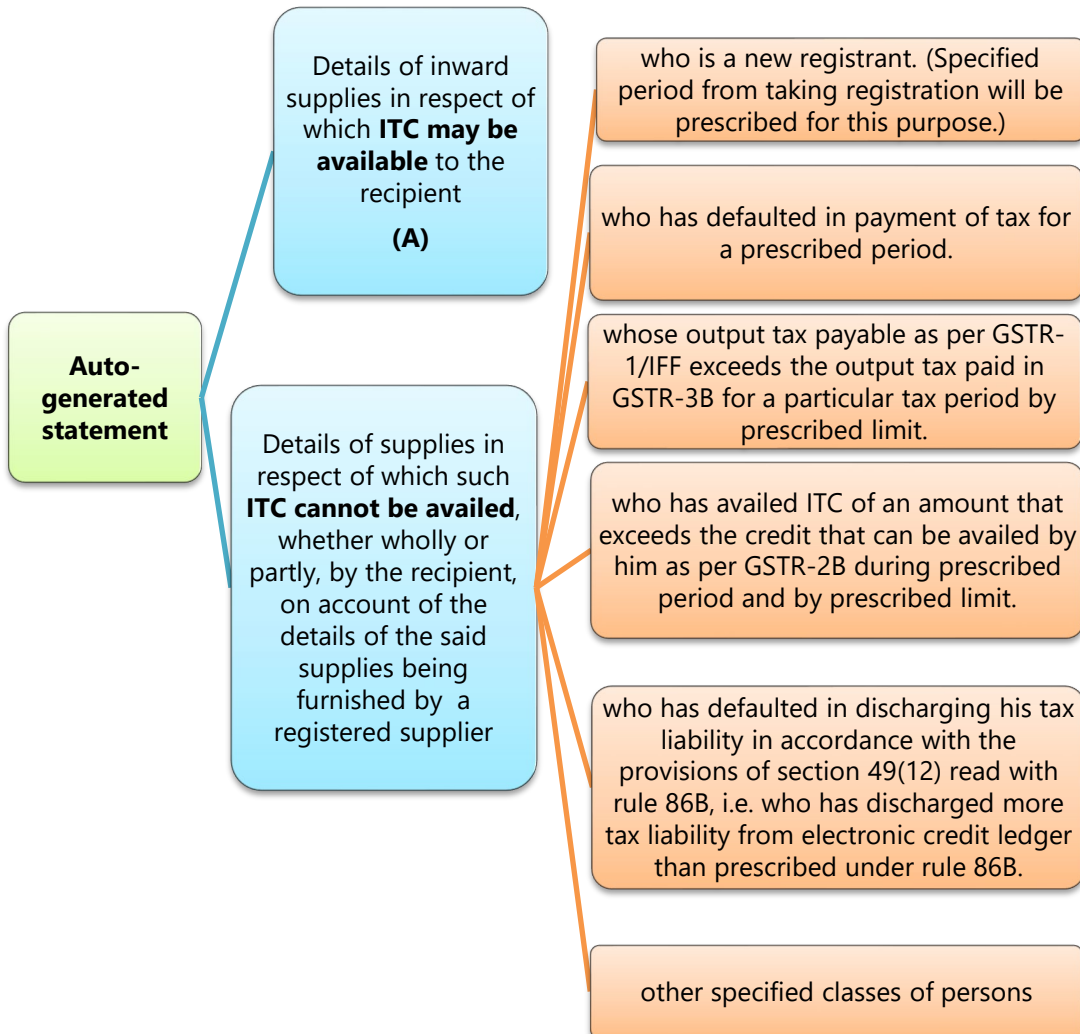 Auto-
generated
statement
Details of inward
supplies in respect of
which ITC may be
available to the
recipient
(A)
Details of supplies in
respect of which such
ITC cannot be availed,
whether wholly or
partly, by the recipient,
on account of the
details of the said
supplies being
furnished by a
registered supplier
who is a new registrant. (Specified
period from taking registration will be
prescribed for this purpose.)
who has defaulted in payment of tax for
a prescribed period.
whose output tax payable as per GSTR-
1/IFF exceeds the output tax paid in
GSTR-3B for a particular tax period by
prescribed limit.
who has availed ITC of an amount that
exceeds the credit that can be availed by
him as per GSTR-2B during prescribed
period and by prescribed limit.
who has defaulted in discharging his tax
liability in accordance with the
provisions of section 49(12) read with
rule 86B, i.e. who has discharged more
tax liability from electronic credit ledger
than prescribed under rule 86B.
other specified classes of persons